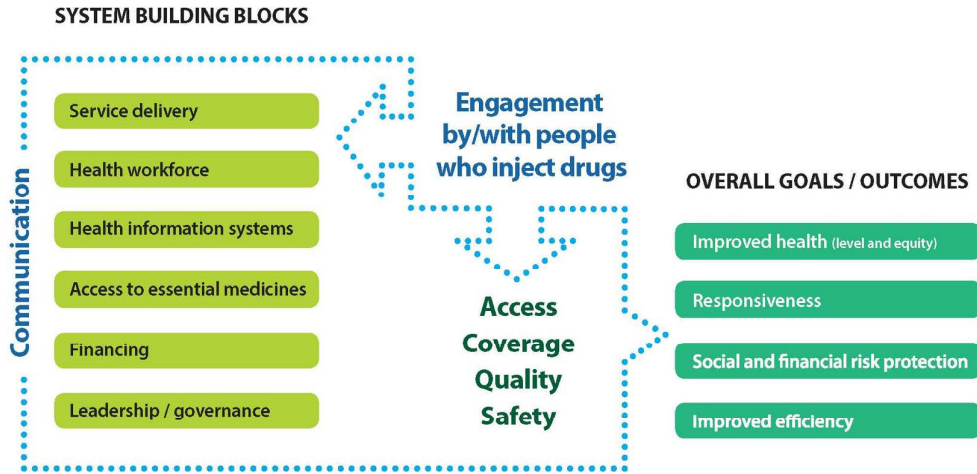 SYSTEM BUILDING BLOCKS
Communication
Service delivery
Health workforce
Health information systems
Access to essential medicines
Financing
Leadership / governance
Engagement
by/with people
who inject drugs
Access
Coverage
Quality
Safety
OVERALL GOALS / OUTCOMES
Improved health (level and equity)
Responsiveness
Social and financial risk protection
Improved efficiency